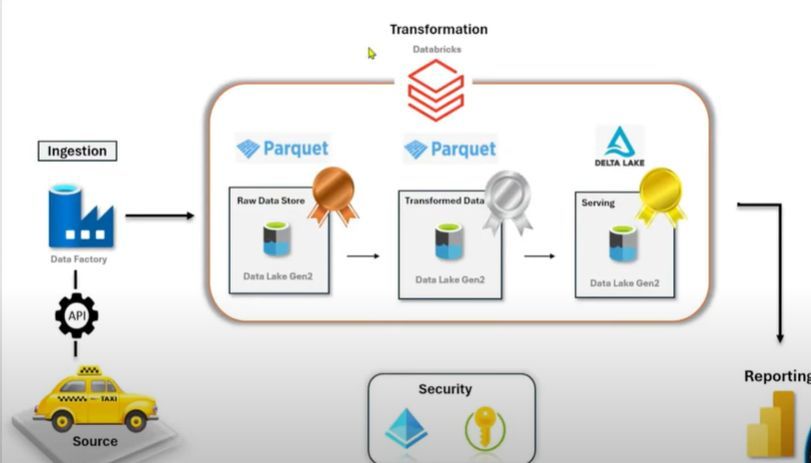 Transformation
Databricks
Ingestion
Parquet
Parquet
DELTA LAKE
Raw Data Store
Transformed Data
Serving
Data Lake Gen2
Data Lake Gen2
Data Lake Gen2
Data Factory
API
TAXI
Source
Security
Reporting